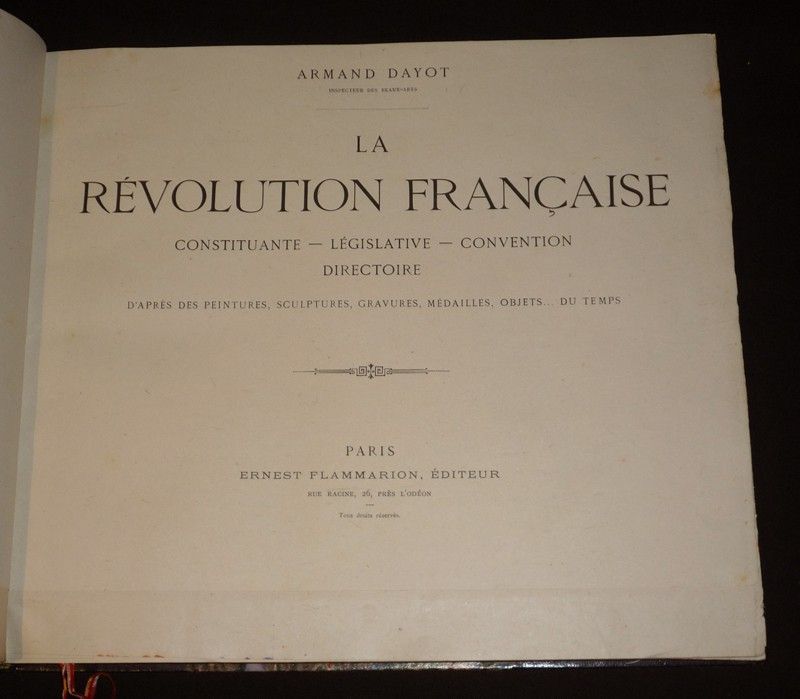 ARMAND DAYOT
INSPECTEUR DES BEAUX-ARTS
LA
RÉVOLUTION FRANÇAISE
CONSTITUANTE — LÉGISLATIVE — CONVENTION
DIRECTOIRE
D'APRÈS DES PEINTURES, SCULPTURES, GRAVURES, MÉDAILLES, OBJETS... DU TEMPS
PARIS
ERNEST FLAMMARION, ÉDITEUR
RUE RACINE, 26, PRÈS L'ODÉON
Tous droits réservés.